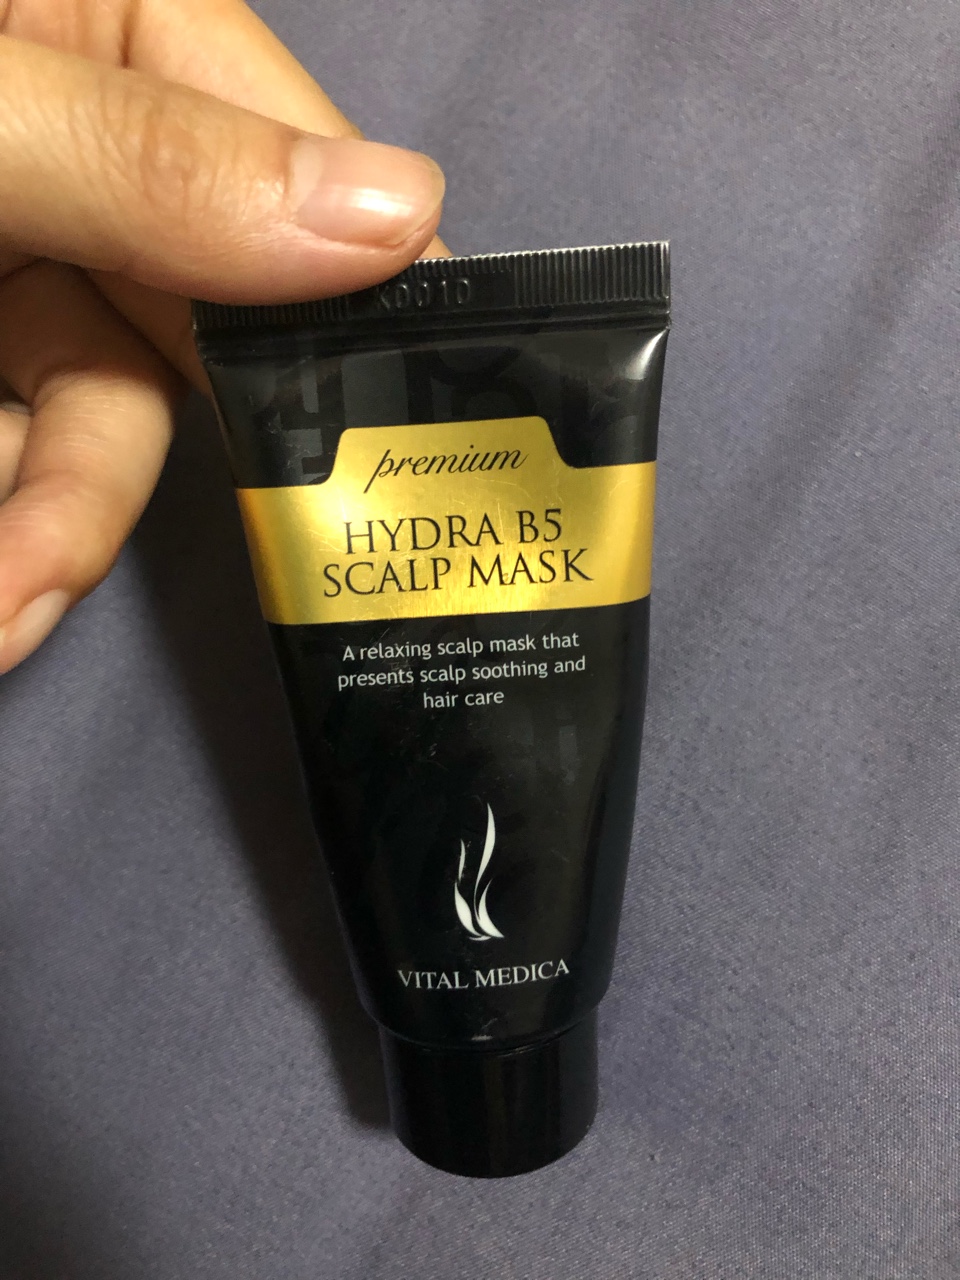 premium
HYDRA B5
SCALP MASK
A relaxing scalp mask that
presents scalp soothing and
hair care
VITAL MEDICA